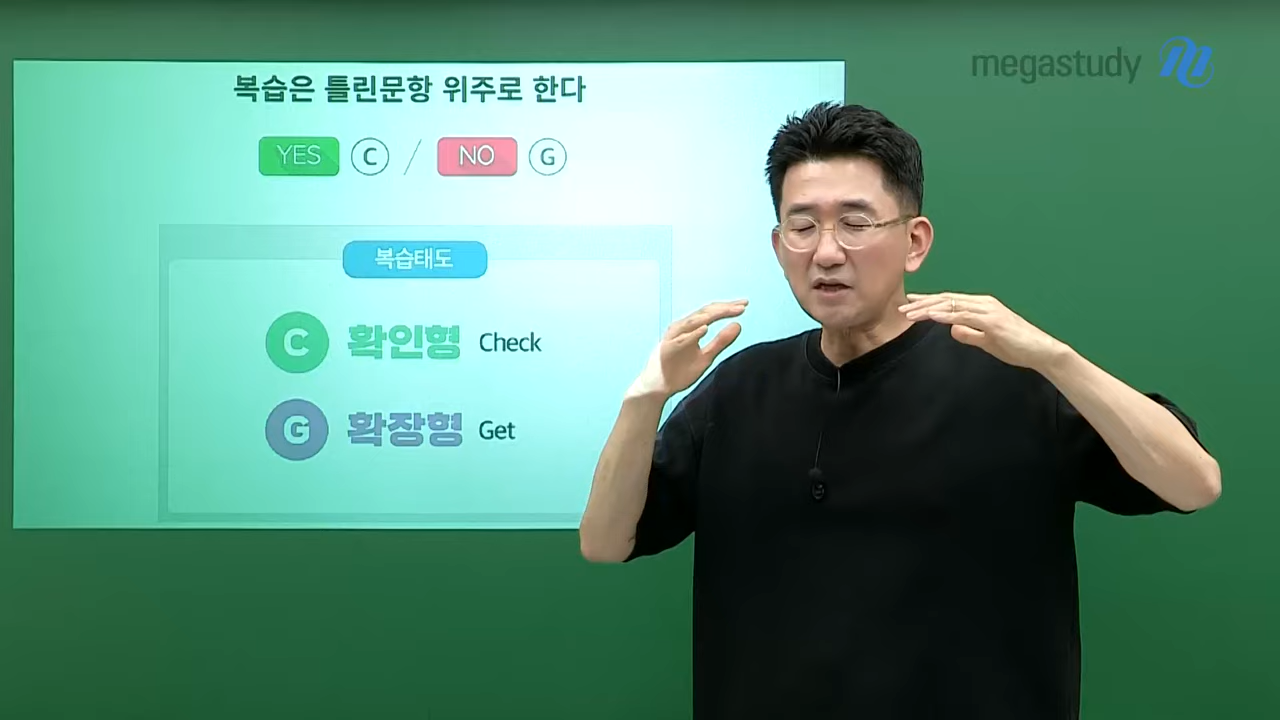 megastudy
복습은 틀린문항 위주로 한다
YES C / NO G
복습태도
C 확인형 Check
G 확장형 Get